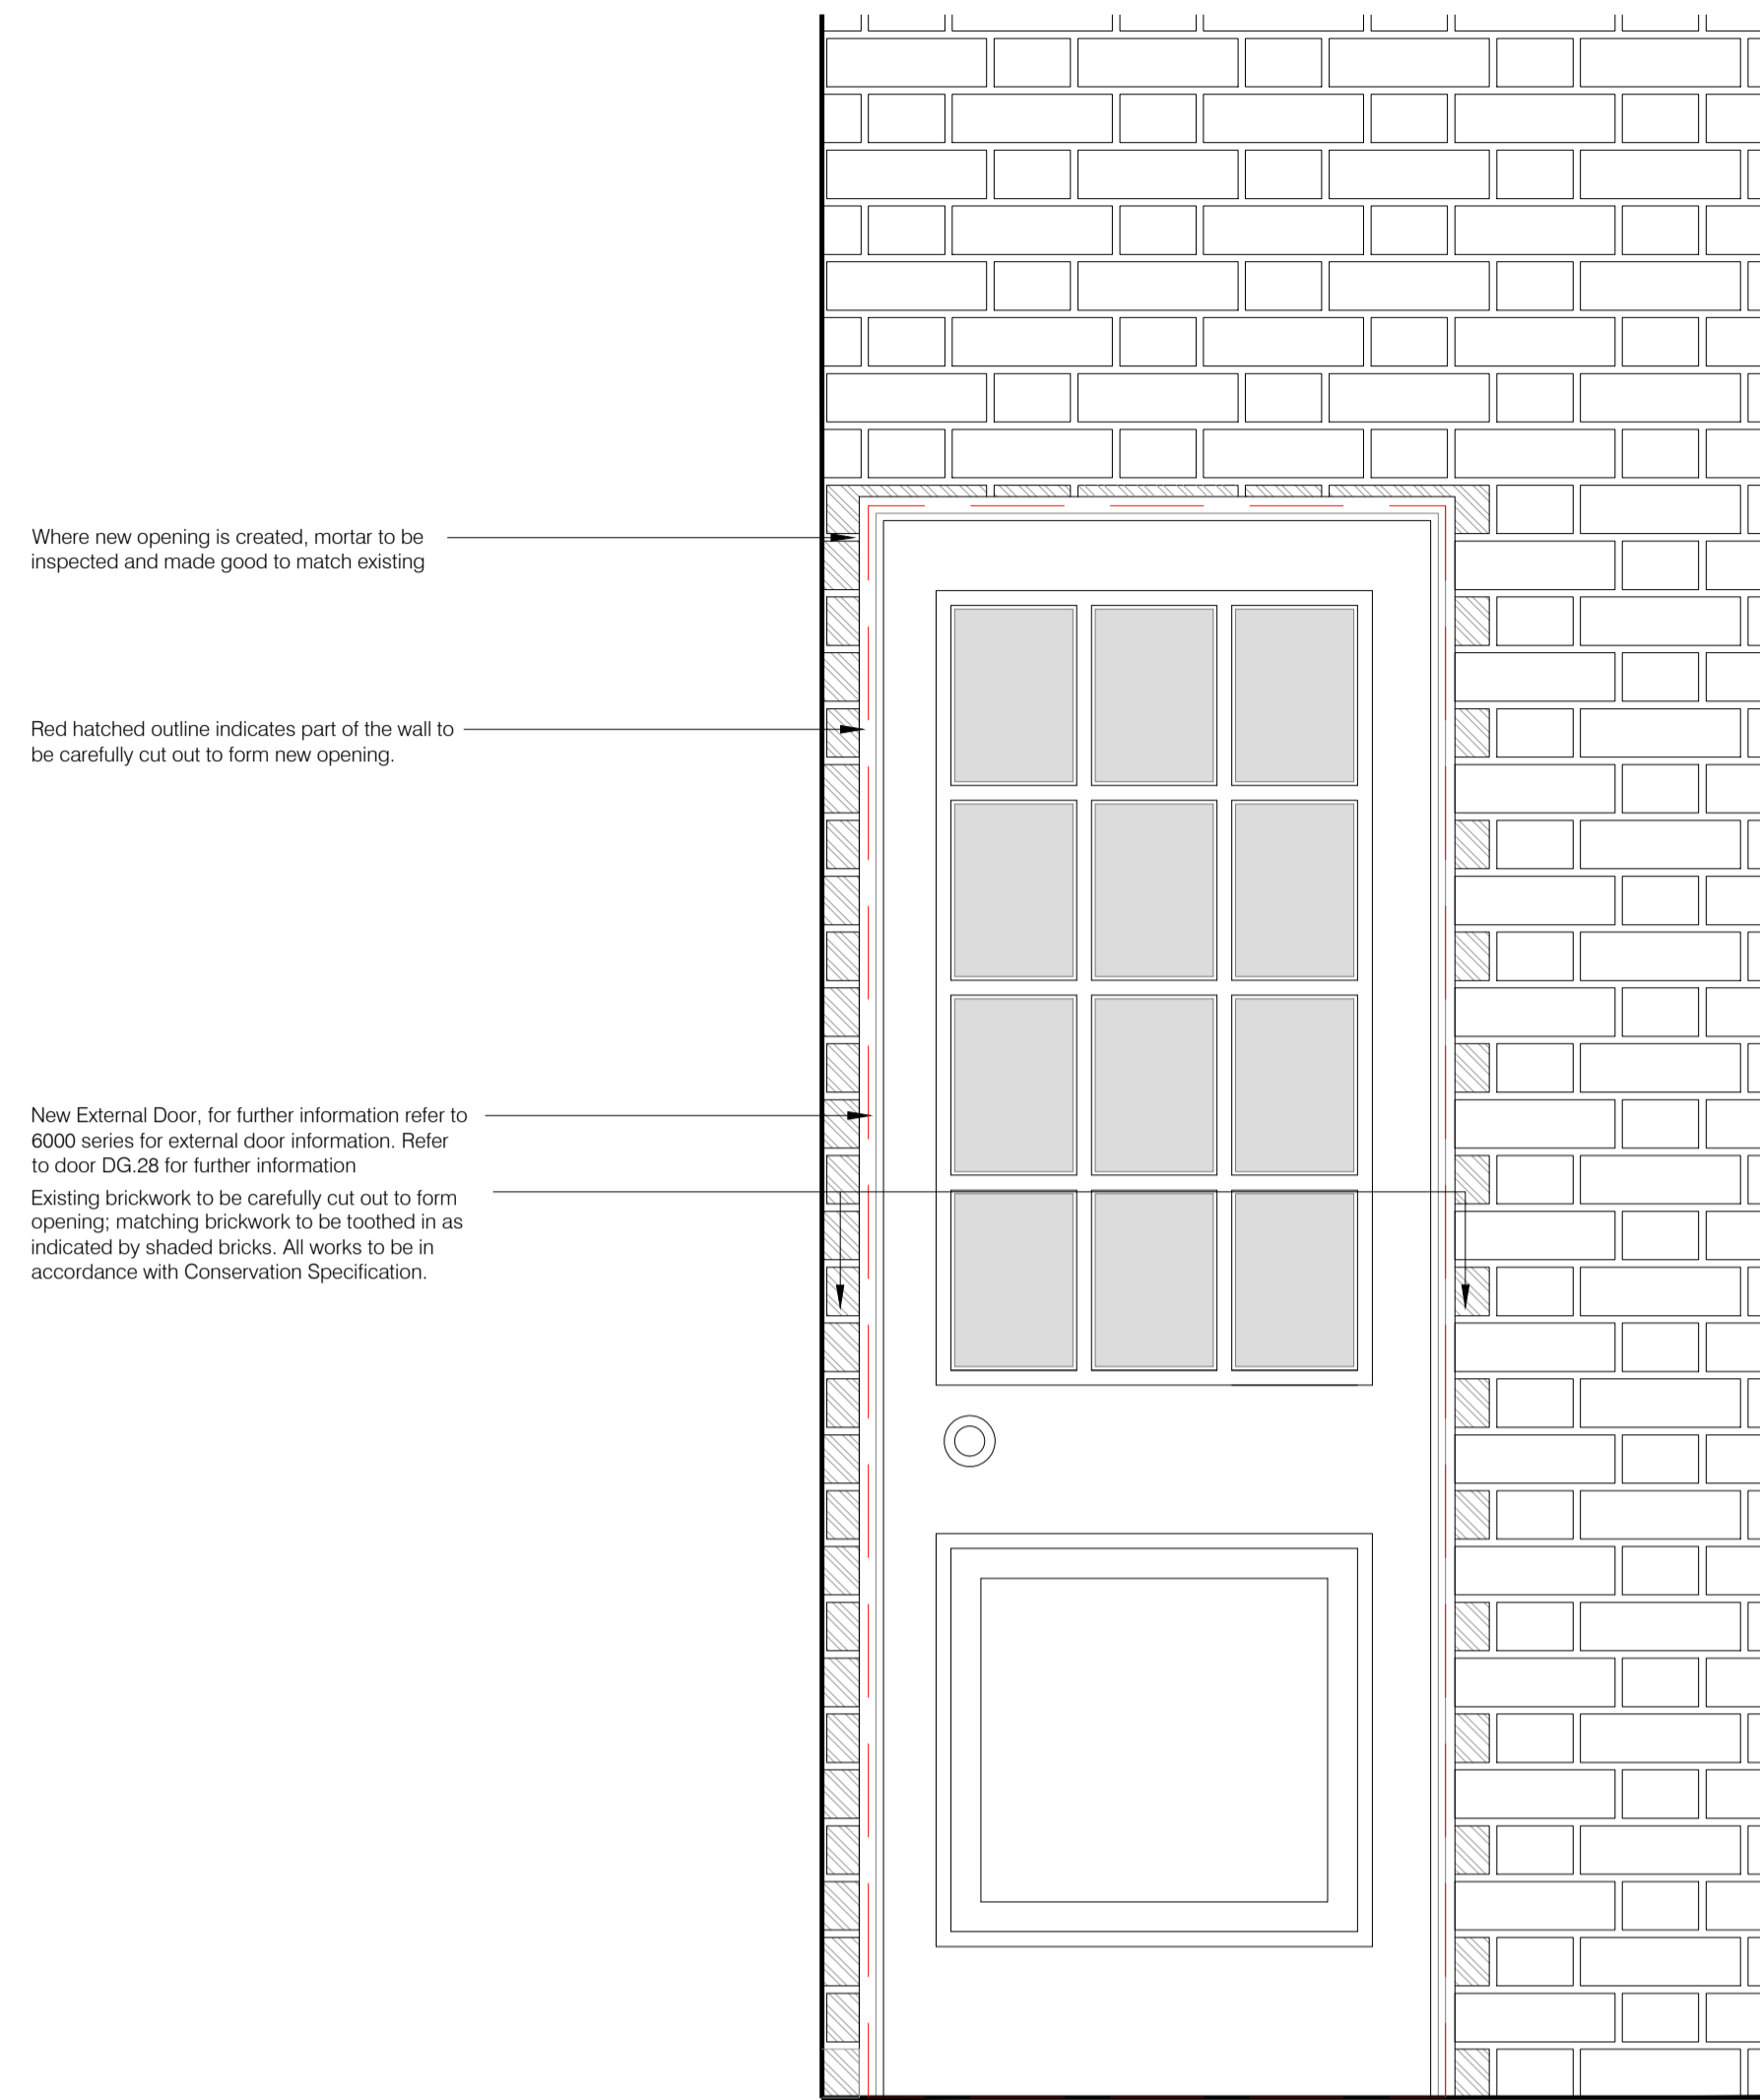 Where new opening is created, mortar to be
inspected and made good to match existing
Red hatched outline indicates part of the wall to
be carefully cut out to form new opening.
New External Door, for further information refer to
6000 series for external door information. Refer
to door DG.28 for further information
Existing brickwork to be carefully cut out to form
opening; matching brickwork to be toothed in as
indicated by shaded bricks. All works to be in
accordance with Conservation Specification.